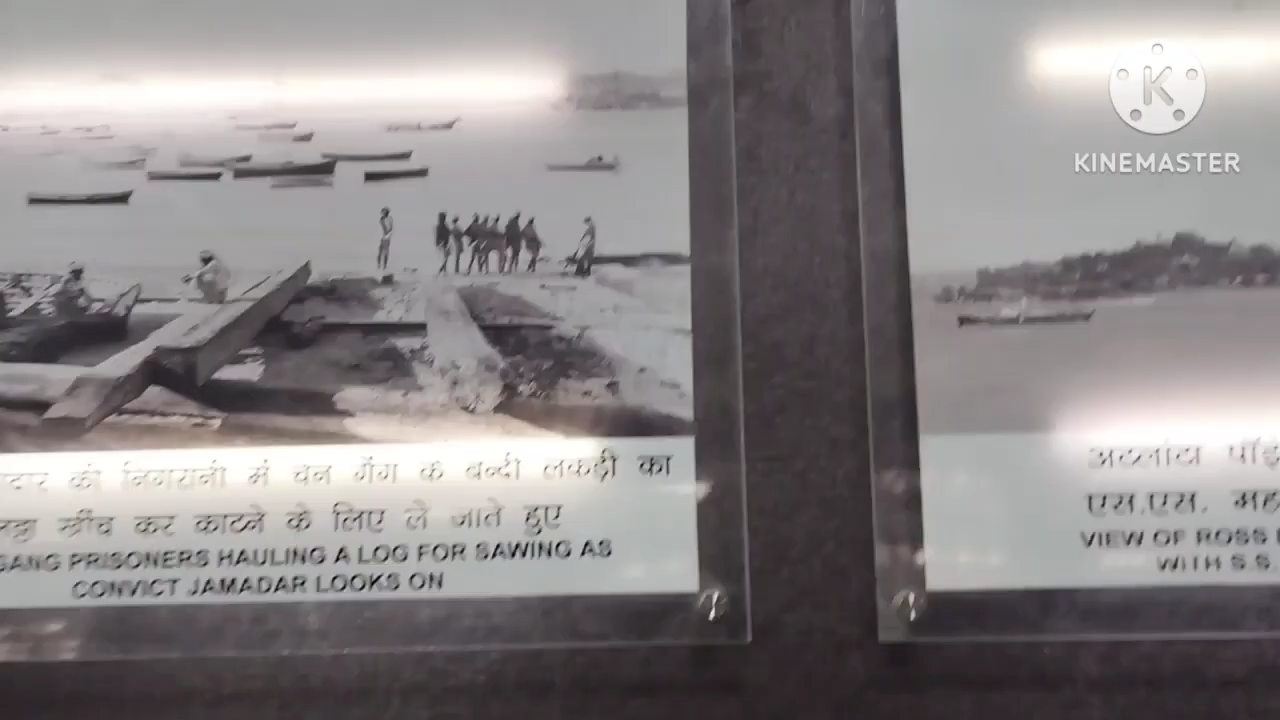 की निगरानी में चेन गेंग के बन्दी लकड़ी का
लठ्ठा खींच कर काटने के लिए ले जाते हुए
GANG PRISONERS HAULING A LOG FOR SAWING AS
CONVICT JAMADAR LOOKS ON
अटलांटा
एस.एस.
VIEW OF ROSS
WITH S.S.
K
KINEMASTER